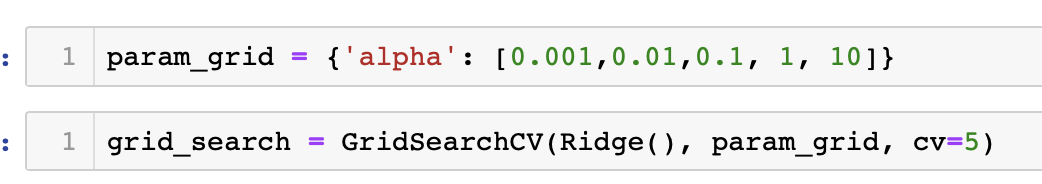 : 1 param_grid = {'alpha': [0.001,0.01,0.1, 1, 10]}
: 1 grid_search = GridSearchCV(Ridge(), param_grid, cv=5)